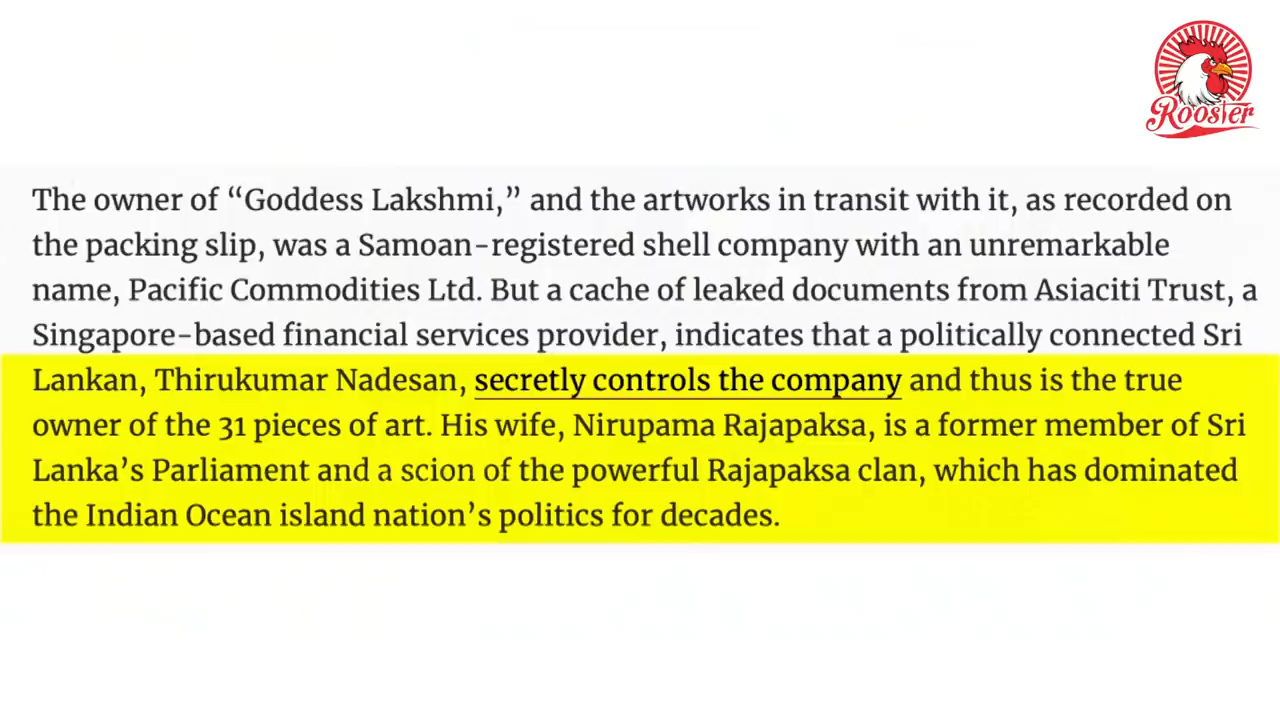 Rooster
The owner of “Goddess Lakshmi,” and the artworks in transit with it, as recorded on
the packing slip, was a Samoan-registered shell company with an unremarkable
name, Pacific Commodities Ltd. But a cache of leaked documents from Asiaciti Trust, a
Singapore-based financial services provider, indicates that a politically connected Sri
Lankan, Thirukumar Nadesan, secretly controls the company and thus is the true
owner of the 31 pieces of art. His wife, Nirupama Rajapaksa, is a former member of Sri
Lanka’s Parliament and a scion of the powerful Rajapaksa clan, which has dominated
the Indian Ocean island nation’s politics for decades.